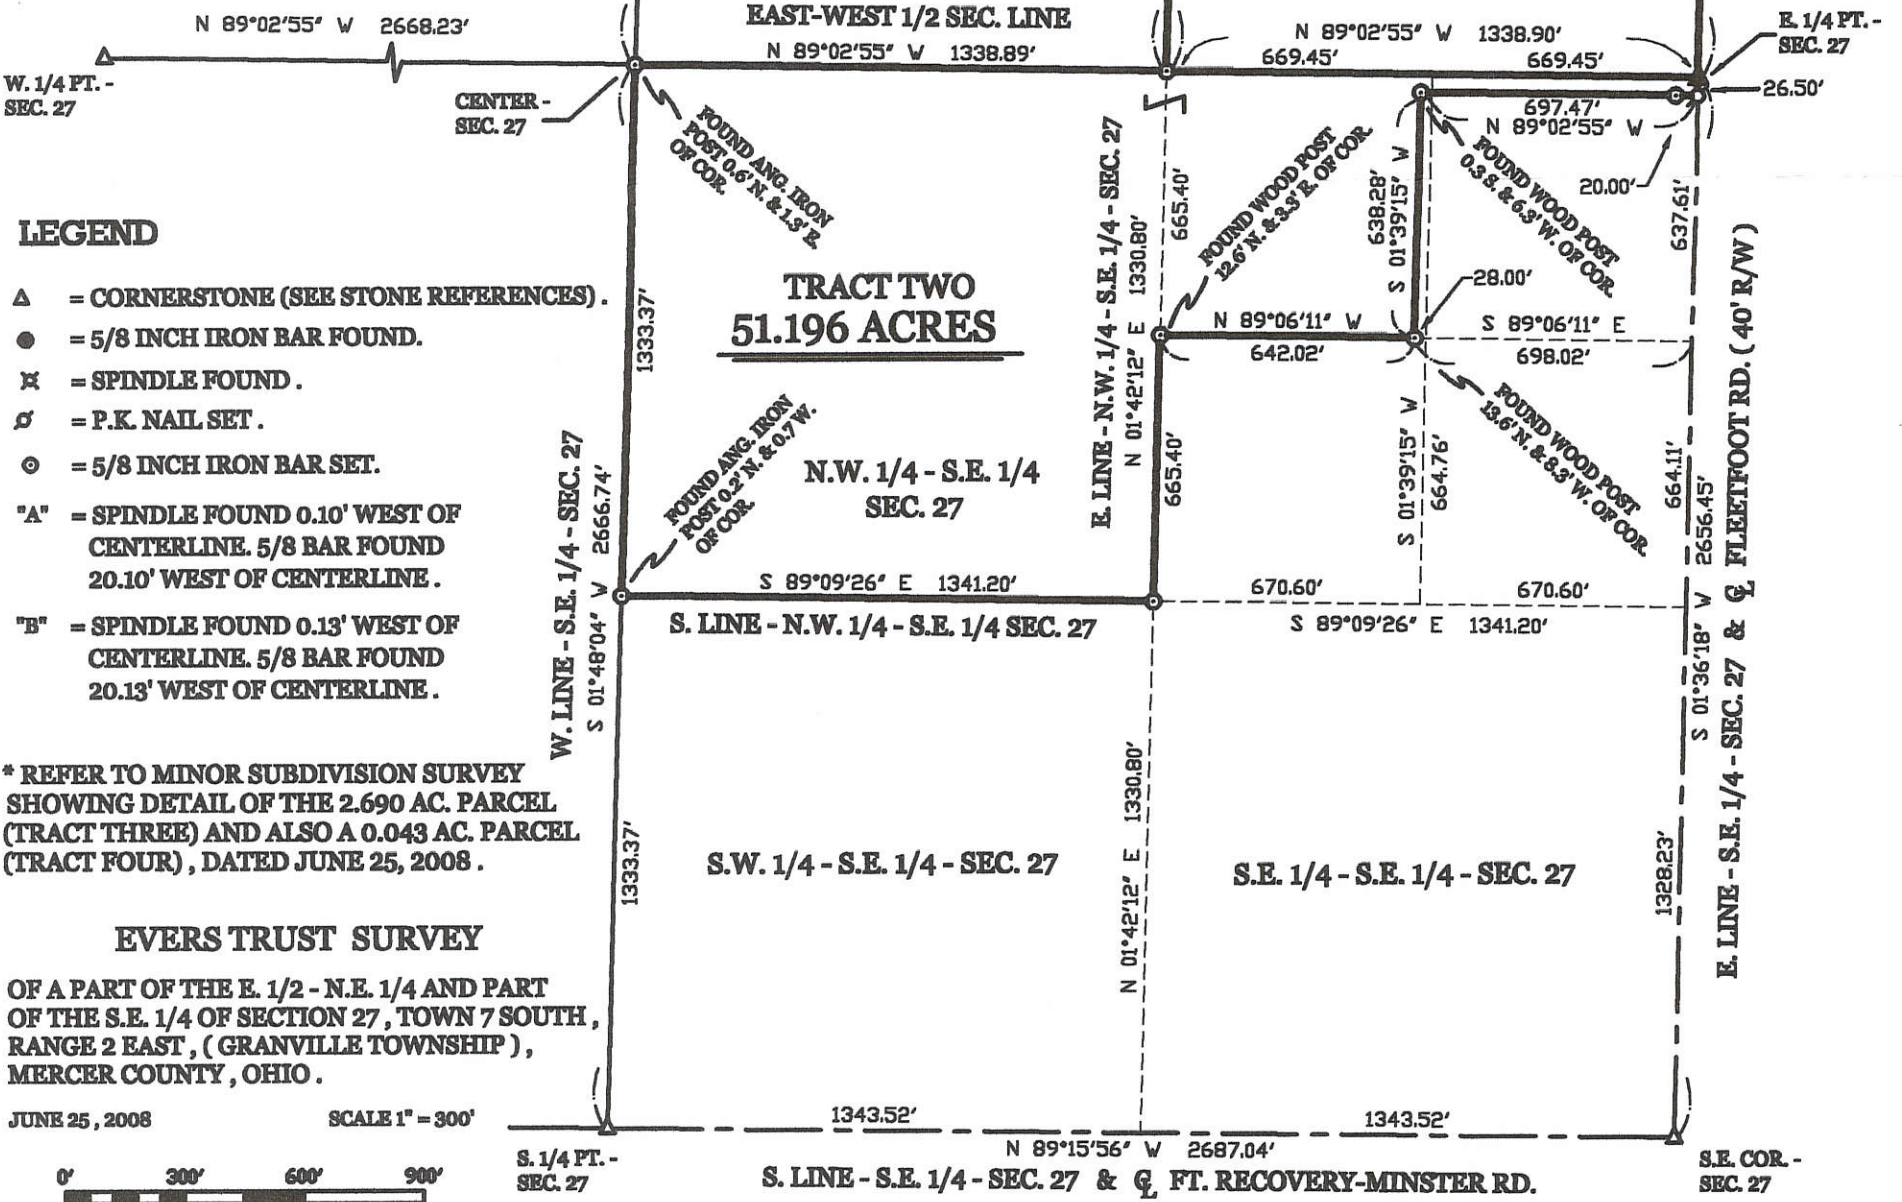 N 89°02'55" W 2668.23'
EAST-WEST 1/2 SEC. LINE
N 89°02'55" W 1338.89'
N 89°02'55" W 1338.90'
669.45'
669.45'
E. 1/4 PT. -
SEC. 27
26.50'
W. 1/4 PT. -
SEC. 27
CENTER -
SEC. 27
697.47'
N 89°02'55" W
20.00'
FOUND ANG. IRON
POST 0.6' N. & 1.3' E.
OF COR.
FOUND WOOD POST
12.6' N. & 3.3' E. OF COR.
FOUND WOOD POST
0.3 S. & 6.3' W. OF COR.
E. LINE - N.W. 1/4 - S.E. 1/4 - SEC. 27
N 01°42'12" E 1330.80'
665.40'
638.28'
S 01°39'15" W
637.61'
LEGEND
△ = CORNERSTONE (SEE STONE REFERENCES) .
= 5/8 INCH IRON BAR FOUND.
= SPINDLE FOUND .
= P.K. NAIL SET .
= 5/8 INCH IRON BAR SET.
"A" = SPINDLE FOUND 0.10' WEST OF
CENTERLINE. 5/8 BAR FOUND
20.10' WEST OF CENTERLINE .
"B" = SPINDLE FOUND 0.13' WEST OF
CENTERLINE. 5/8 BAR FOUND
20.13' WEST OF CENTERLINE .
1333.37'
TRACT TWO
51.196 ACRES
28.00'
N 89°06'11" W
642.02'
S 89°06'11" E
698.02'
FOUND ANG. IRON
POST 0.2' N. & 0.7' W.
OF COR.
N.W. 1/4 - S.E. 1/4
SEC. 27
665.40'
S 01°39'15" W
664.76'
FOUND WOOD POST
13.6' N. & 8.3' W. OF COR.
664.11'
S 01°36'18" W 2656.45'
E. LINE - S.E. 1/4 - SEC. 27 & ℄ FLEETFOOT RD. ( 40' R/W )
W. LINE - S.E. 1/4 - SEC. 27
S 01°48'04" W 2666.74'
S 89°09'26" E 1341.20'
S. LINE - N.W. 1/4 - S.E. 1/4 SEC. 27
670.60'
670.60'
S 89°09'26" E 1341.20'
* REFER TO MINOR SUBDIVISION SURVEY
SHOWING DETAIL OF THE 2.690 AC. PARCEL
(TRACT THREE) AND ALSO A 0.043 AC. PARCEL
(TRACT FOUR) , DATED JUNE 25, 2008 .
1333.37'
S.W. 1/4 - S.E. 1/4 - SEC. 27
N 01°42'12" E 1330.80'
S.E. 1/4 - S.E. 1/4 - SEC. 27
1328.23'
EVERS TRUST SURVEY
OF A PART OF THE E. 1/2 - N.E. 1/4 AND PART
OF THE S.E. 1/4 OF SECTION 27 , TOWN 7 SOUTH ,
RANGE 2 EAST , ( GRANVILLE TOWNSHIP ) ,
MERCER COUNTY , OHIO .
JUNE 25 , 2008 SCALE 1" = 300'
0' 300' 600' 900'
S. 1/4 PT. -
SEC. 27
1343.52'
1343.52'
N 89°15'56" W 2687.04'
S. LINE - S.E. 1/4 - SEC. 27 & ℄ FT. RECOVERY-MINSTER RD.
S.E. COR. -
SEC. 27